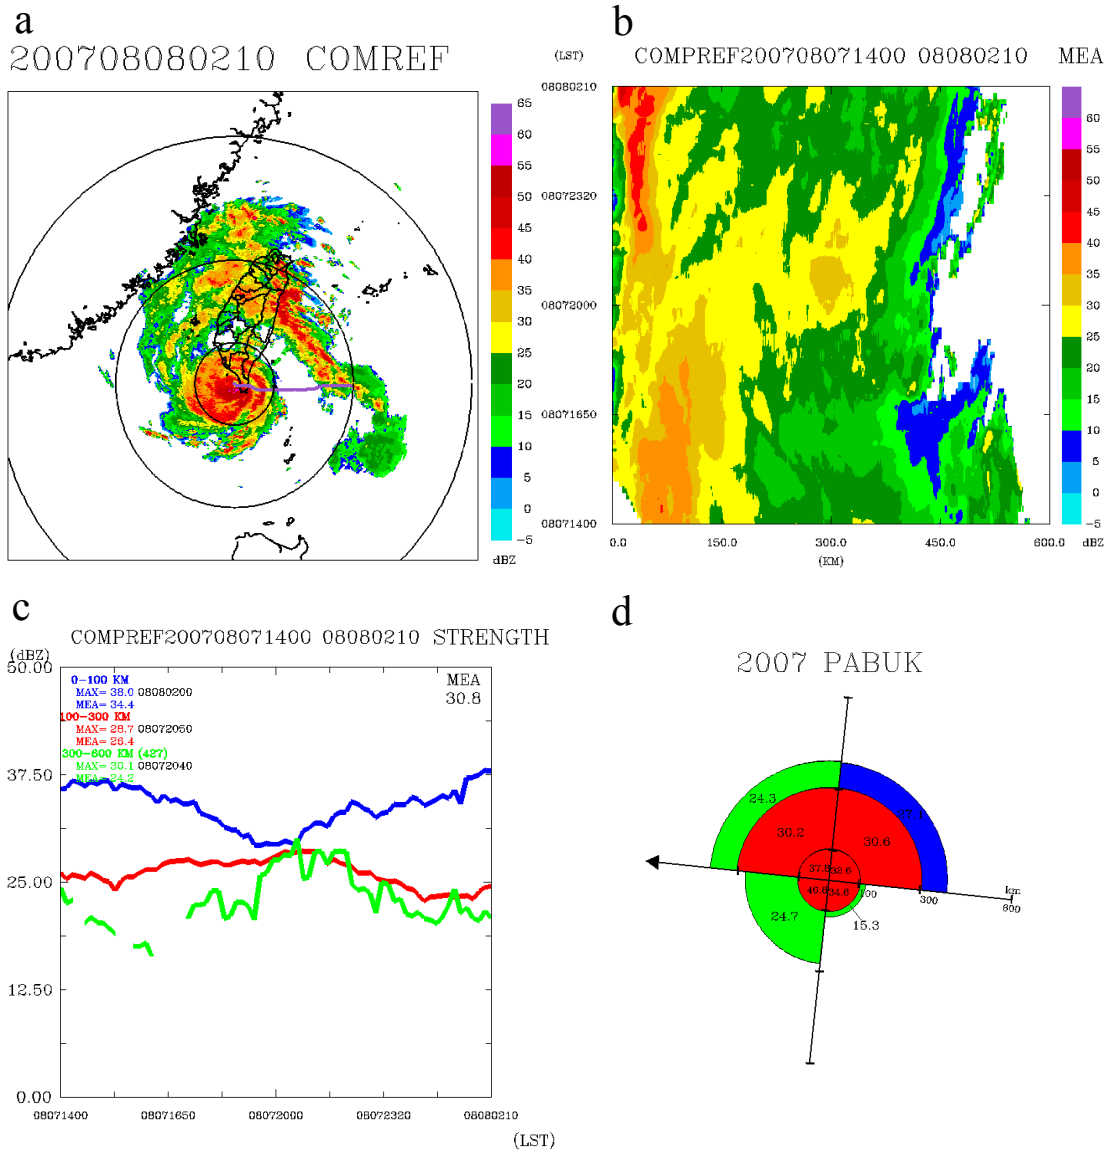 a
200708080210 COMREF
65
60
55
50
45
40
35
30
25
20
15
10
5
0
-5
dBZ
b
(LST) COMPREF200708071400 08080210 MEA
08080210
08072320
08072000
08071650
08071400
0.0 150.0 300.0 450.0 600.0 dBZ
(KM)
65
60
55
50
45
40
35
30
25
20
15
10
5
0
-5
c
COMPREF200708071400 08080210 STRENGTH
(dBZ)
50.00
37.50
25.00
12.50
0.00
0-100 KM
MAX= 38.0 08080200
MEA= 34.4
100-300 KM
MAX= 28.7 08072050
MEA= 26.4
300-600 KM (427)
MAX= 30.1 08072040
MEA= 24.2
MEA
30.8
08071400 08071650 08072000 08072320 08080210
(LST)
d
2007 PABUK
24.3
27.1
30.2
30.6
37.8
32.6
40.8
34.6
24.7
15.3
100
300
km
600